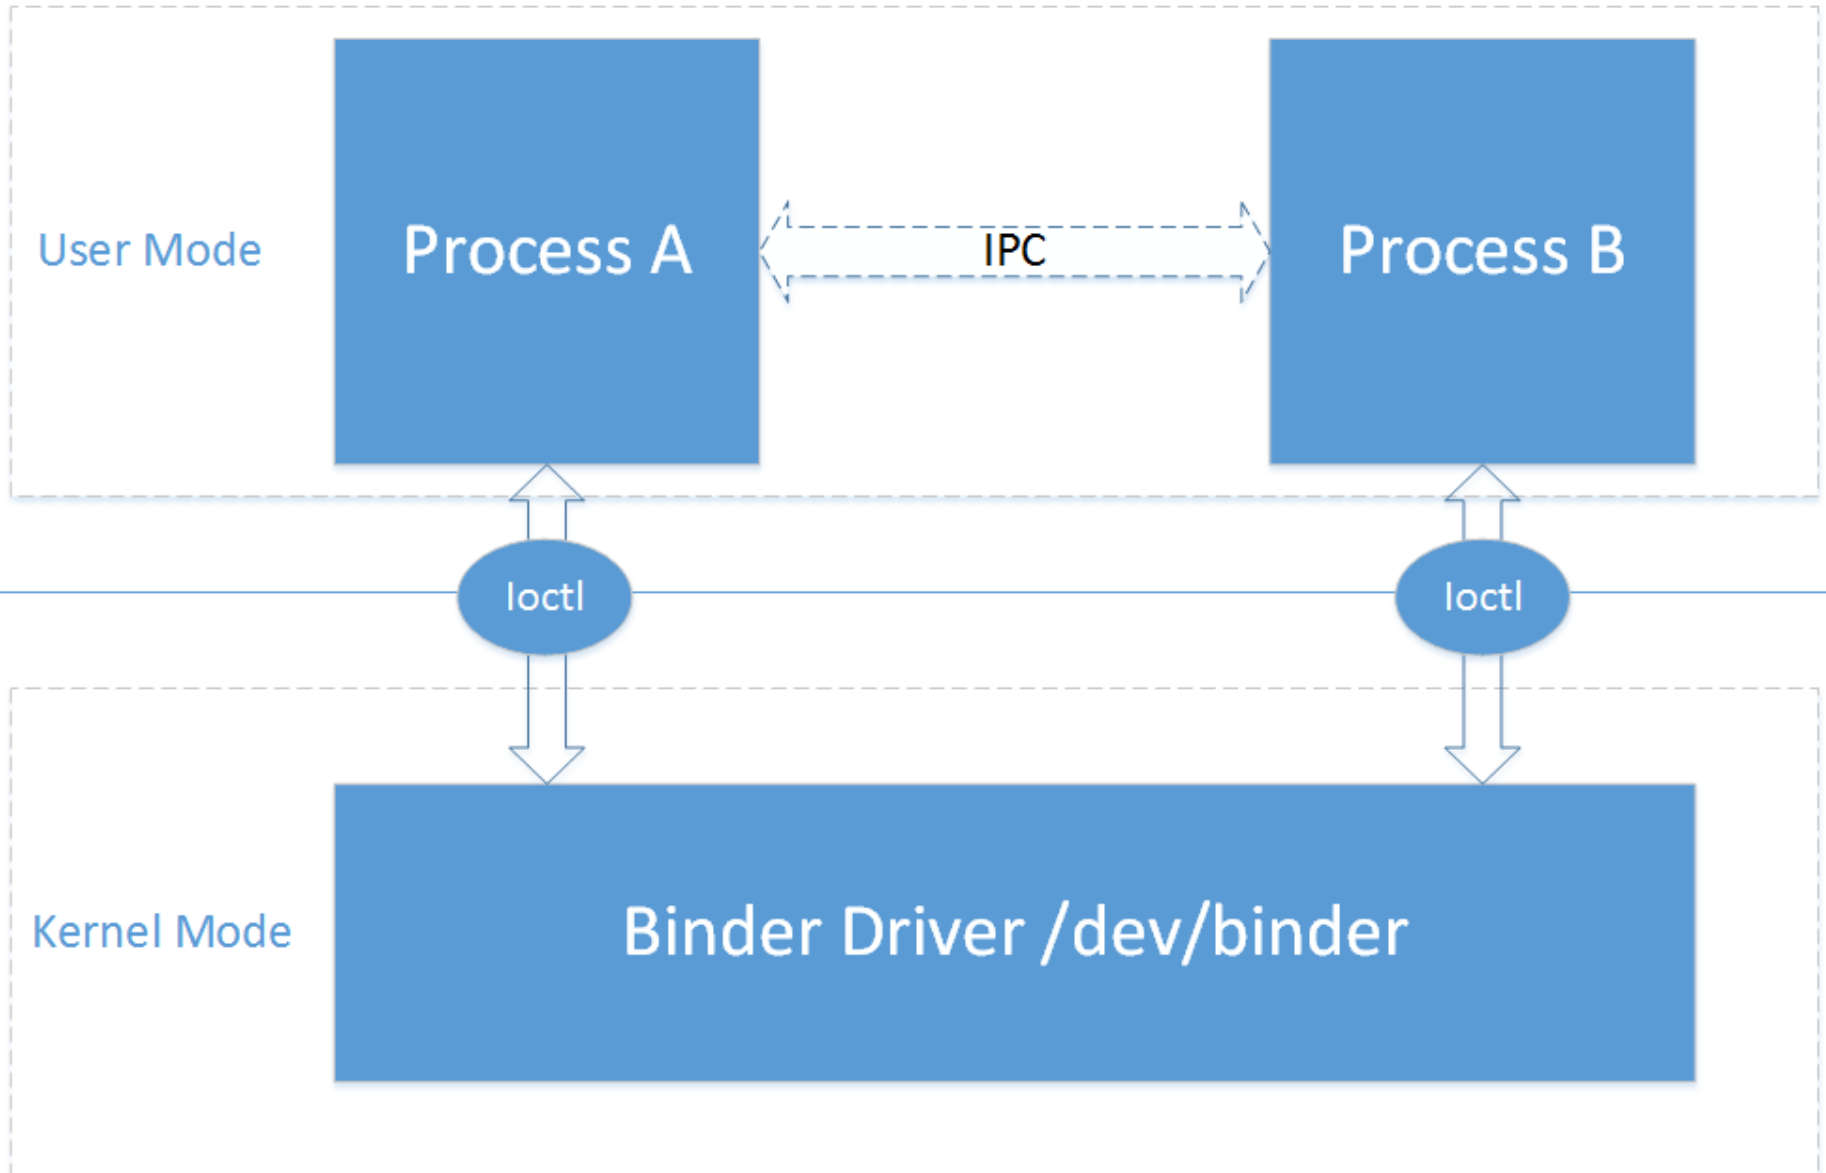 User Mode
Process A
IPC
Process B
Ioctl
Ioctl
Kernel Mode
Binder Driver /dev/binder